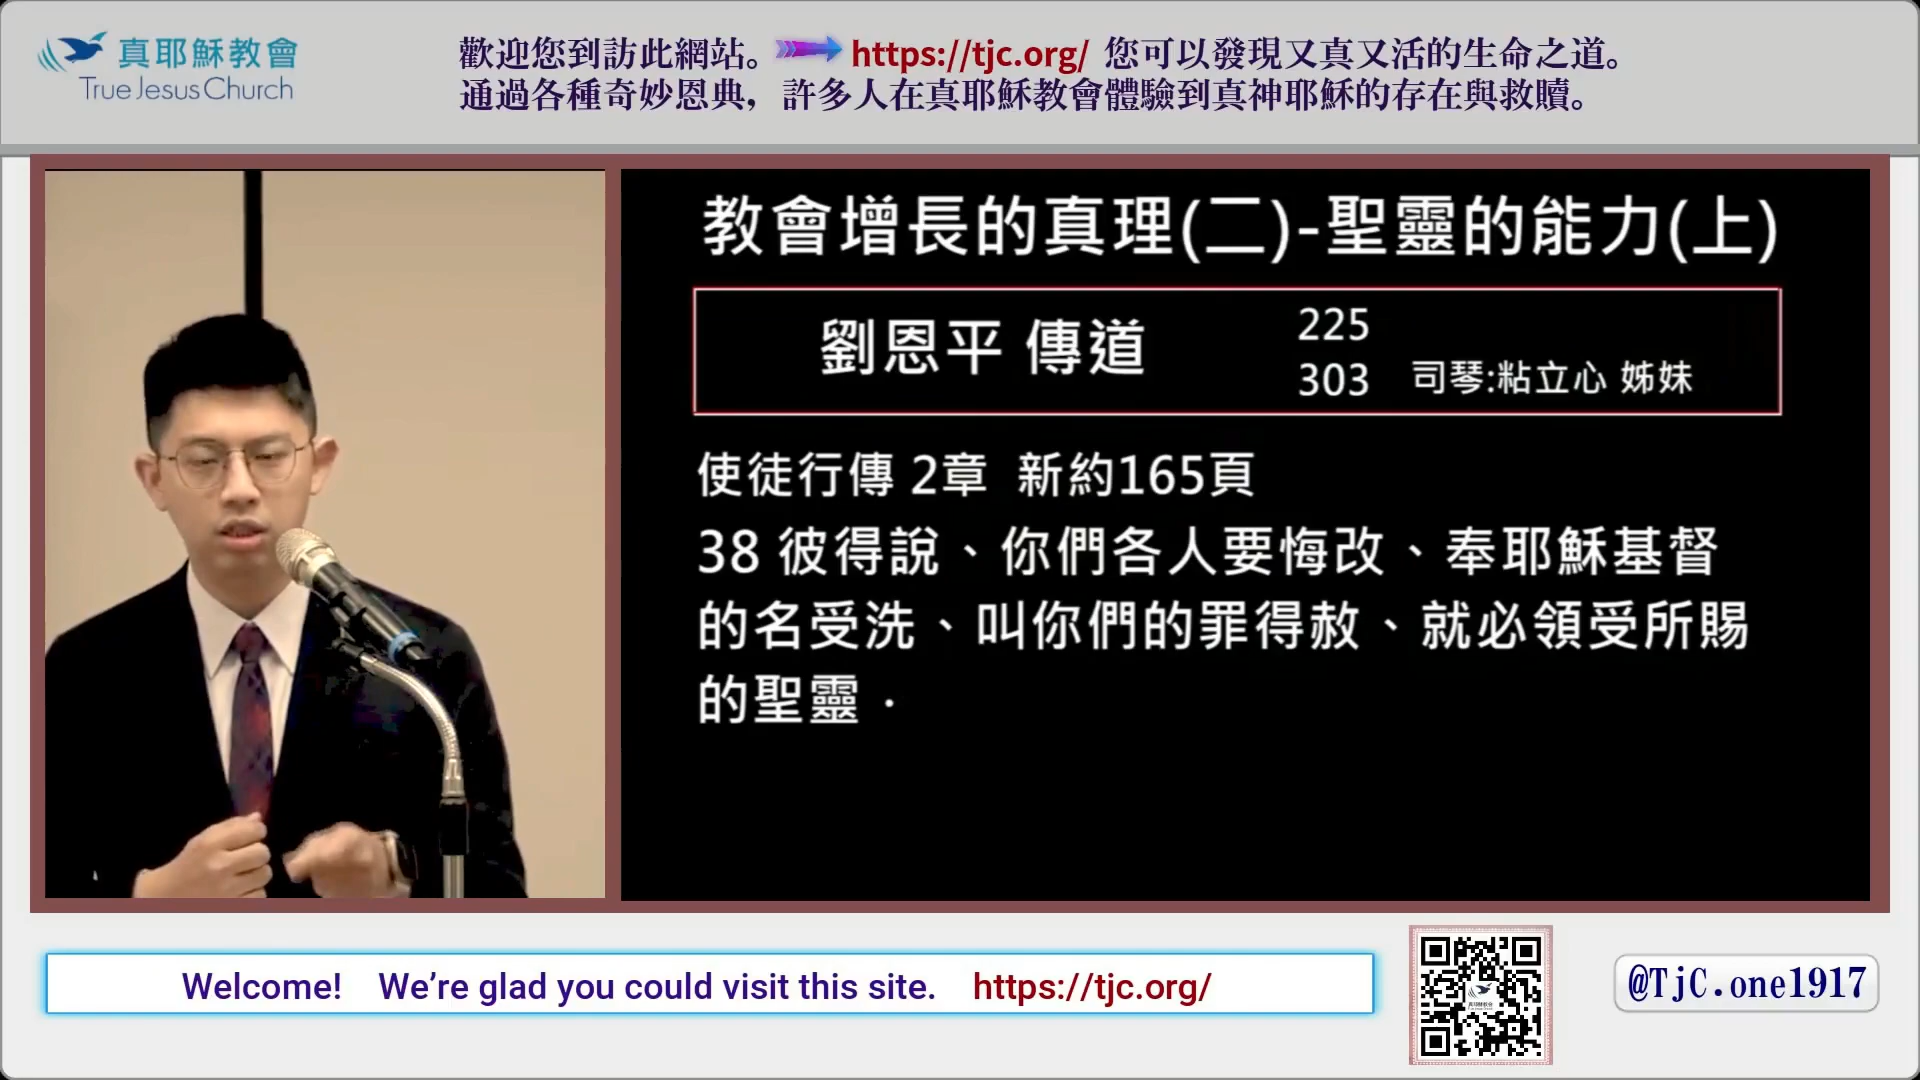 真耶穌教會
True Jesus Church
歡迎您到訪此網站。 https://tjc.org/ 您可以發現又真又活的生命之道。
通過各種奇妙恩典，許多人在真耶穌教會體驗到真神耶穌的存在與救贖。
教會增長的真理(二)-聖靈的能力(上)
劉恩平 傳道
225
303 司琴:粘立心 姊妹
使徒行傳 2章 新約165頁
38 彼得說、你們各人要悔改、奉耶穌基督
的名受洗、叫你們的罪得赦、就必領受所賜
的聖靈．
Welcome! We’re glad you could visit this site. https://tjc.org/
@TjC.one1917